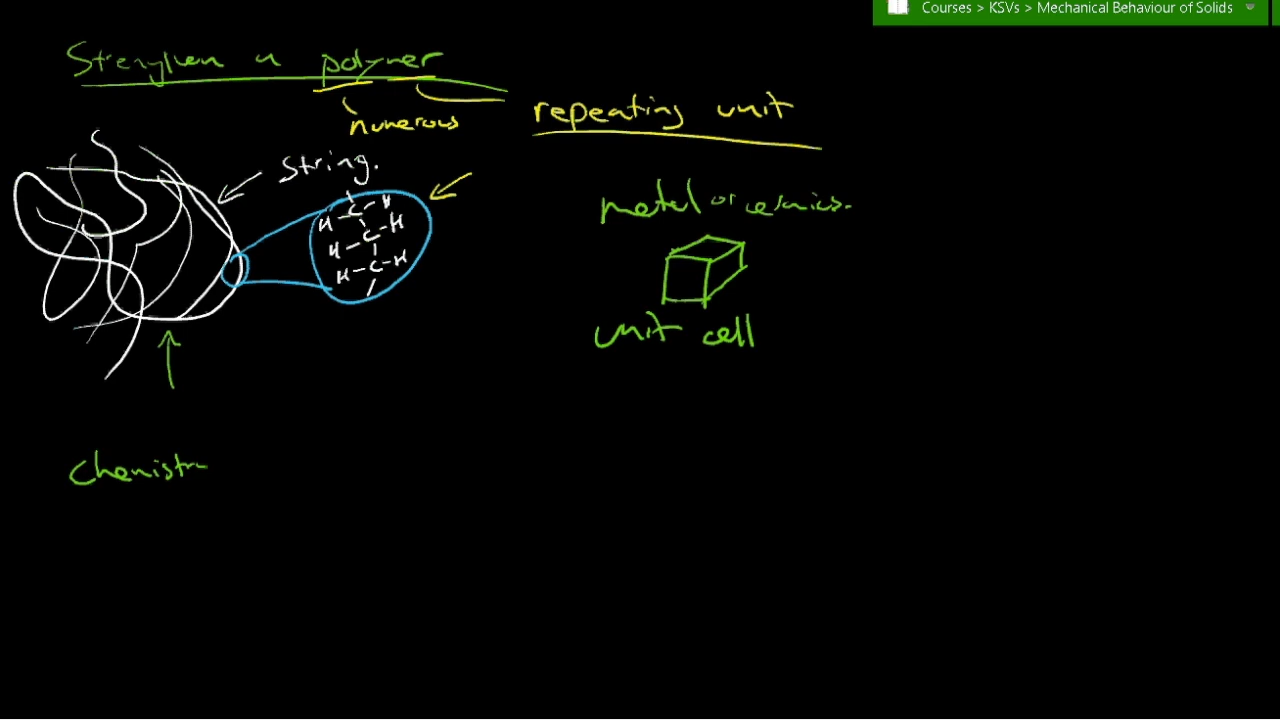 Courses > KSVs > Mechanical Behaviour of Solids
Strengthen a polymer
numerous
repeating unit
String.
C H
H C H
H C H
H
metal or ceramics.
unit cell
Chemistr